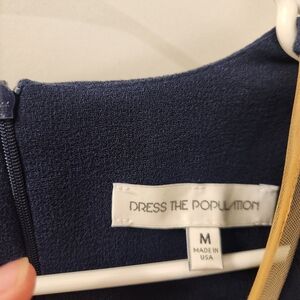 DRESS THE POPULATION
M
MADE IN
USA